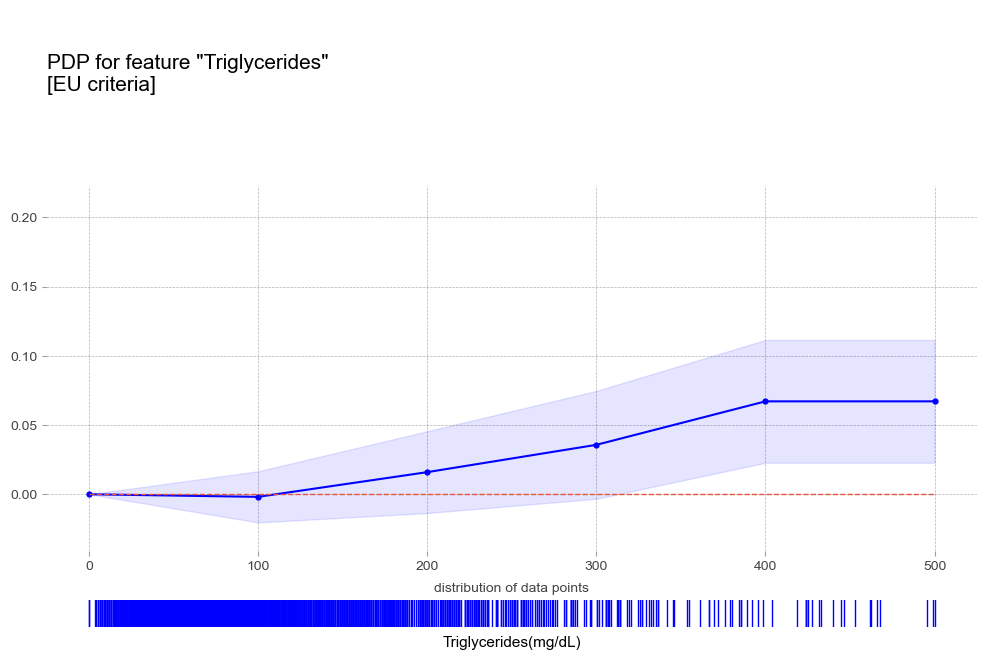 PDP for feature "Triglycerides"
[EU criteria]
0.20
0.15
0.10
0.05
0.00
0 100 200 300 400 500
distribution of data points
Triglycerides(mg/dL)